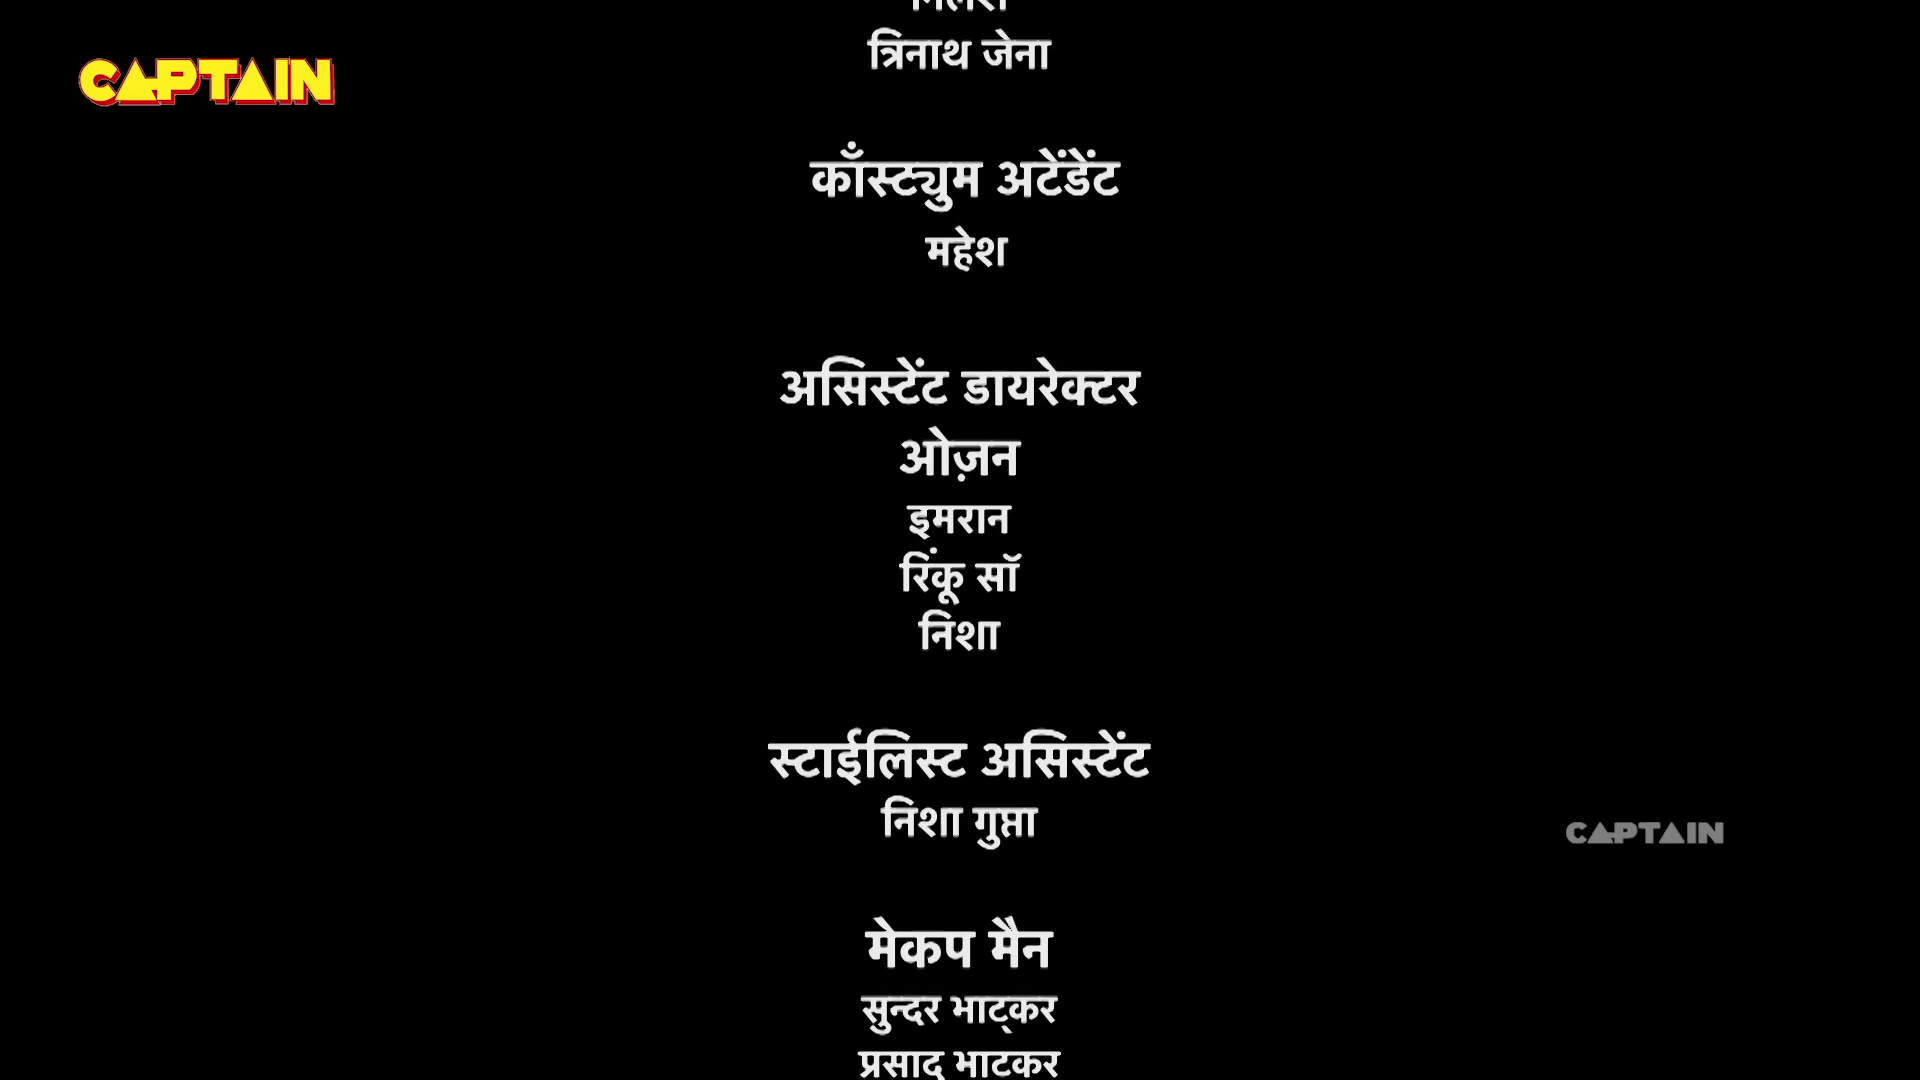 त्रिनाथ जेना
CAPTAIN
काँस्ट्युम अटेंडेंट
महेश
असिस्टेंट डायरेक्टर
ओज़न
इमरान
रिंकू सॉ
निशा
स्टाईलिस्ट असिस्टेंट
निशा गुप्ता
CAPTAIN
मेकप मैन
सुन्दर भाट्कर
प्रसाद भाटकर